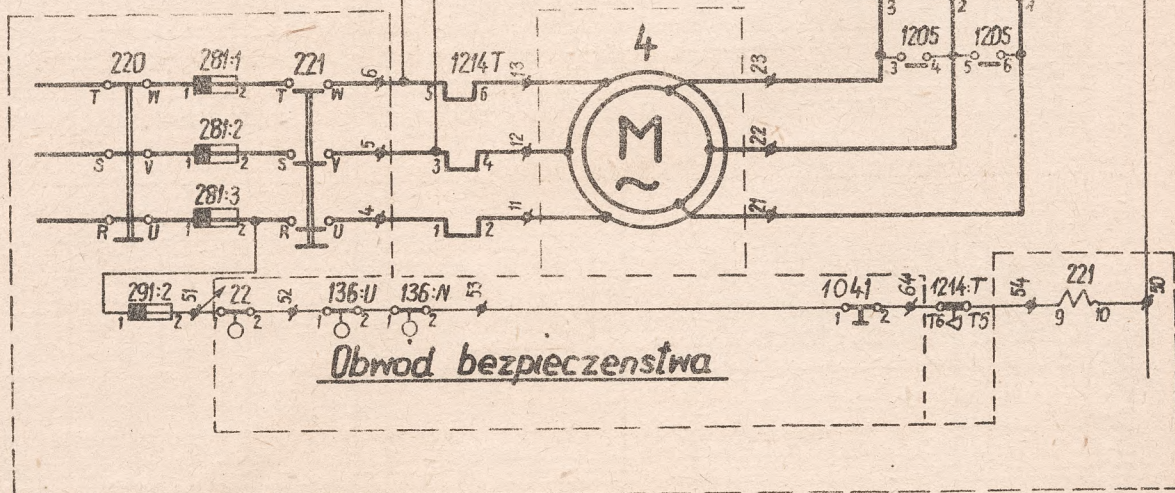 3 2
4
220 281:1 221 6 1214T 13 23 1205 1205
T W 1 2 T W 5 6 3 4 5 6
281:2 5 12 22
S V 1 2 S V 3 4
281:3 4 11 21
R U 1 2 R U 1 2
291:2 51 22 52 136:U 136:N 53 1041 64 1214:T 54 221 50
1 2 1 2 1 2 1 2 1 2 T6 T5 9 10
Obwod bezpieczenstwa
M
~